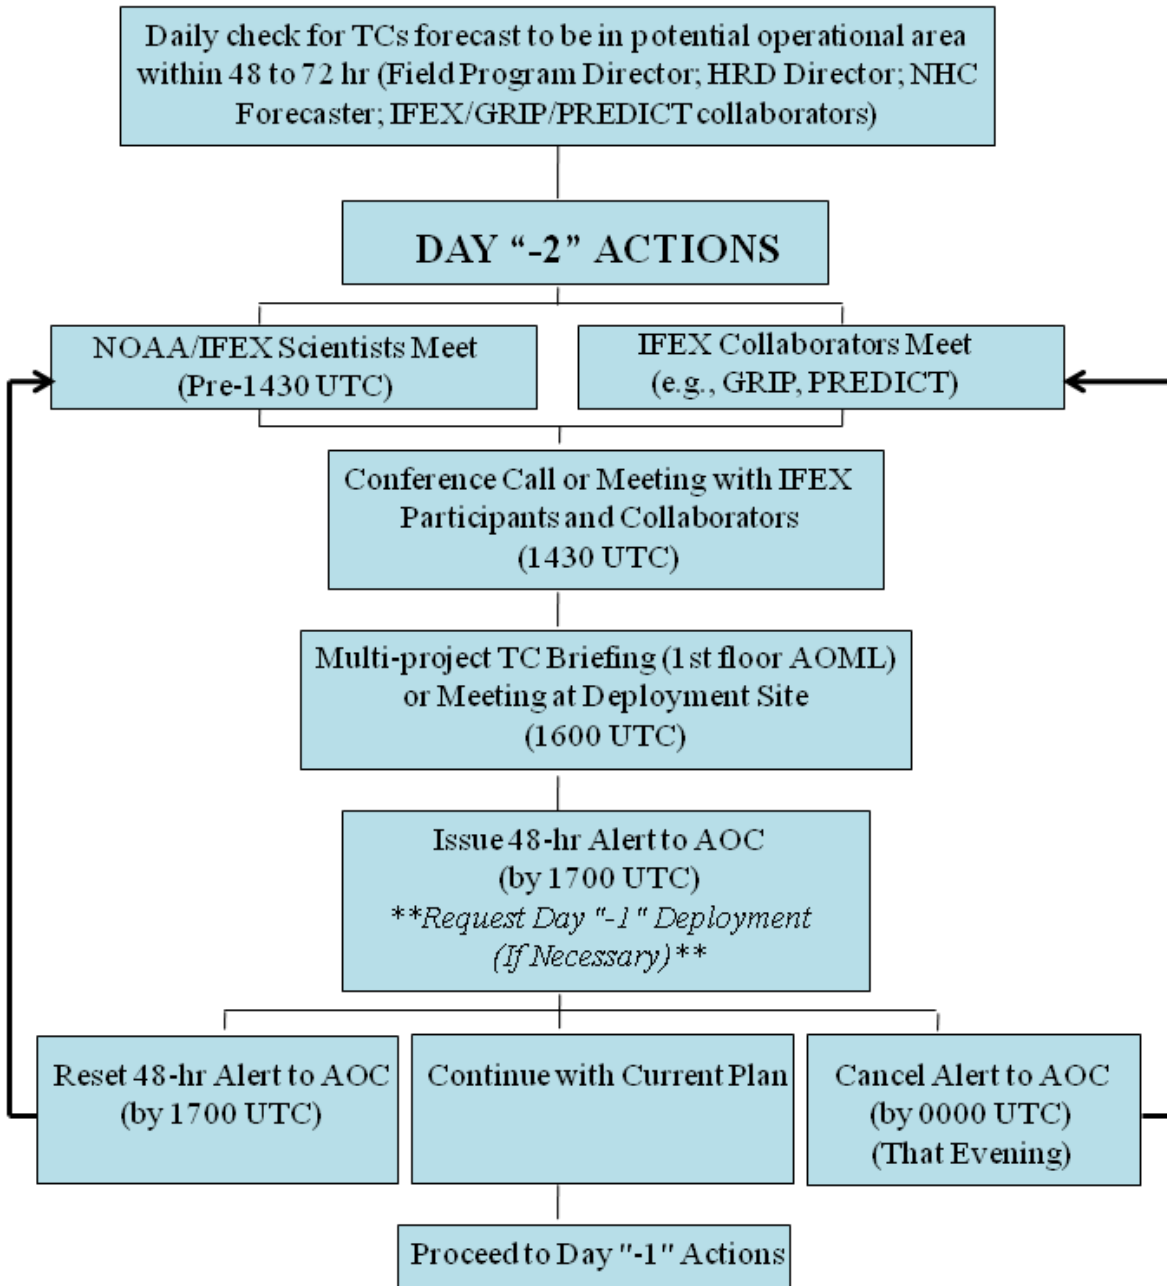 Daily check for TCs forecast to be in potential operational area
within 48 to 72 hr (Field Program Director; HRD Director; NHC
Forecaster; IFEX/GRIP/PREDICT collaborators)
DAY “-2” ACTIONS
NOAA/IFEX Scientists Meet
(Pre-1430 UTC)
IFEX Collaborators Meet
(e.g., GRIP, PREDICT)
Conference Call or Meeting with IFEX
Participants and Collaborators
(1430 UTC)
Multi-project TC Briefing (1st floor AOML)
or Meeting at Deployment Site
(1600 UTC)
Issue 48-hr Alert to AOC
(by 1700 UTC)
**Request Day "-1" Deployment
(If Necessary)**
Reset 48-hr Alert to AOC
(by 1700 UTC)
Continue with Current Plan
Cancel Alert to AOC
(by 0000 UTC)
(That Evening)
Proceed to Day "-1" Actions